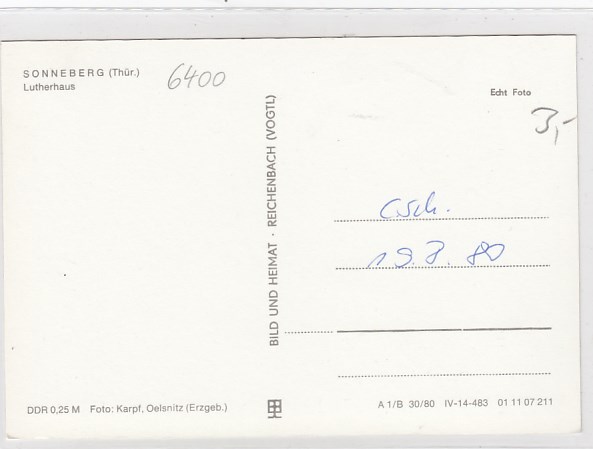 SONNEBERG (Thür.)
Lutherhaus
6400
BILD UND HEIMAT · REICHENBACH (VOGTL)
Echt Foto
3,-
19.8.80
DDR 0,25 M Foto: Karpf, Oelsnitz (Erzgeb.)
A 1/B 30/80 IV-14-483 01 11 07 211